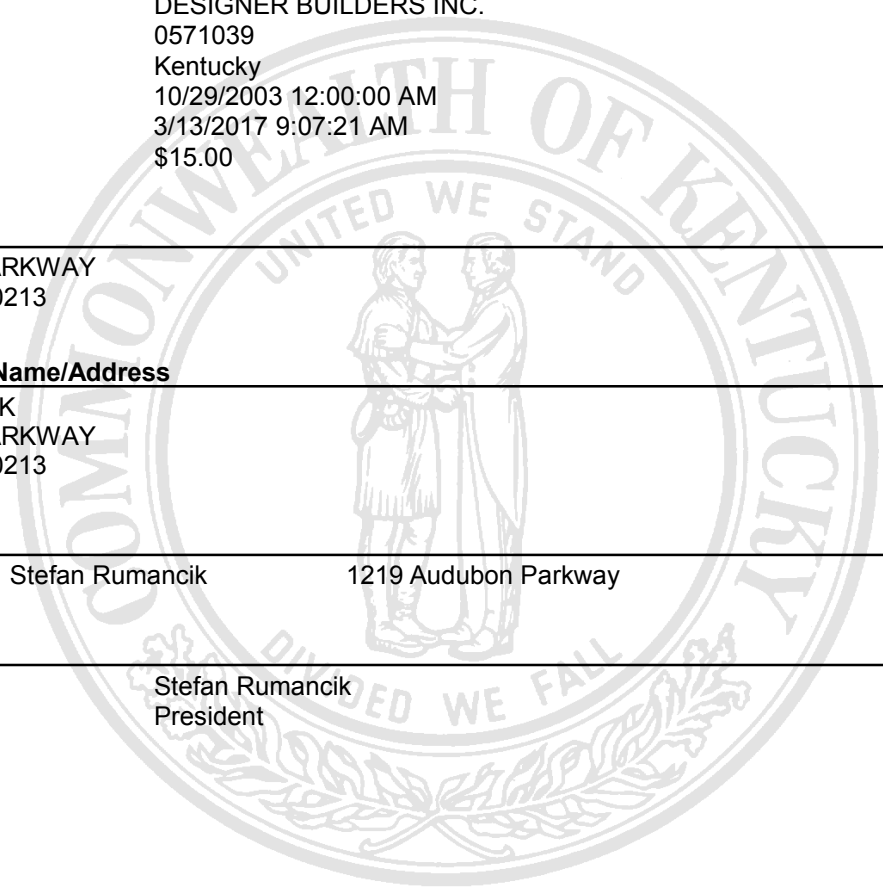 DESIGNER BUILDERS INC.
0571039
Kentucky
10/29/2003 12:00:00 AM
3/13/2017 9:07:21 AM
$15.00
COMMONWEALTH OF KENTUCKY
UNITED WE STAND
ARKWAY
0213
Name/Address
K
ARKWAY
0213
Stefan Rumancik 1219 Audubon Parkway
DIVIDED WE FALL
Stefan Rumancik
President